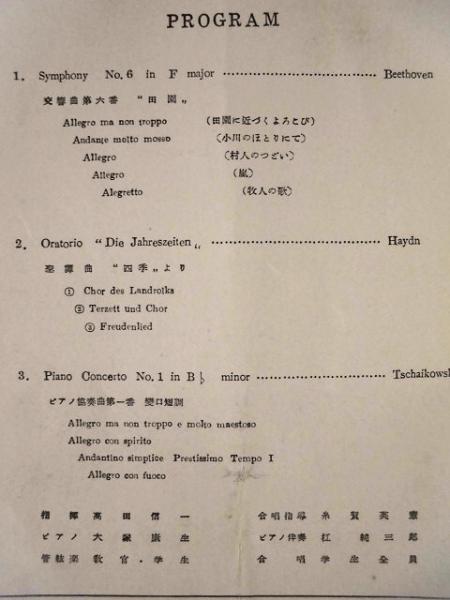 PROGRAM
1. Symphony No. 6 in F major ........................................ Beethoven
交響曲第六番 "田園„
Allegro ma non troppo (田園に近づくよろこび)
Andante molto mosso (小川のほとりにて)
Allegro (村人のつどい)
Allegro (嵐)
Alegretto (牧人の歌)
2. Oratorio "Die Jahreszeiten„ ........................................ Haydn
聖譚曲 "四季„より
① Chor des Landrolks
② Terzett und Chor
③ Freudenlied
3. Piano Concerto No. 1 in B♭ minor .............................. Tschaikows
ピアノ協奏曲第一番 變ロ短調
Allegro ma non troppo e molto maestoso
Allegro con spirito
Andantino simplice Prestissimo Tempo I
Allegro con fuoco
指揮 高田信一
合唱指導 糸賀英憲
ピアノ 大 康生
ピアノ伴奏 江純三郎
管絃楽 教官・学生
合唱 学生全員